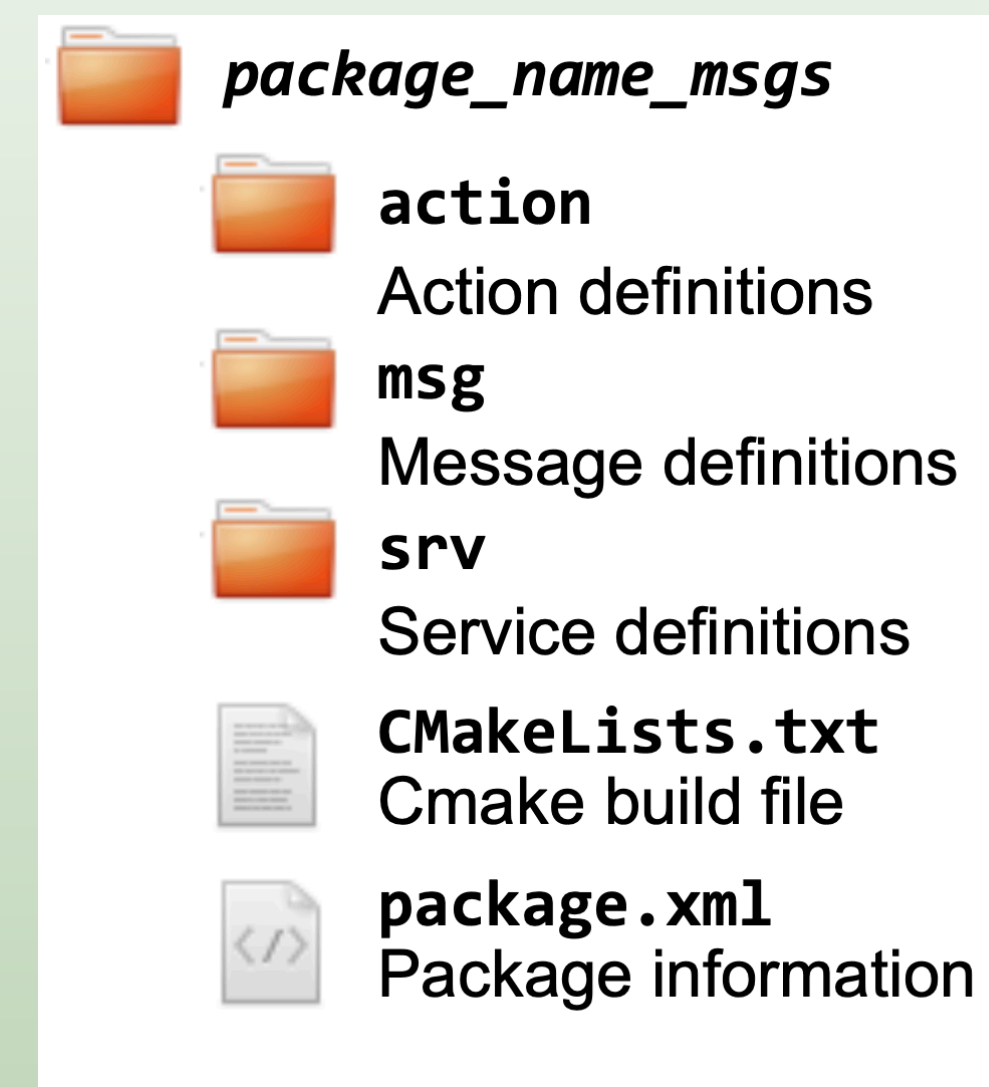 package_name_msgs
action
Action definitions
msg
Message definitions
srv
Service definitions
CMakeLists.txt
Cmake build file
package.xml
Package information